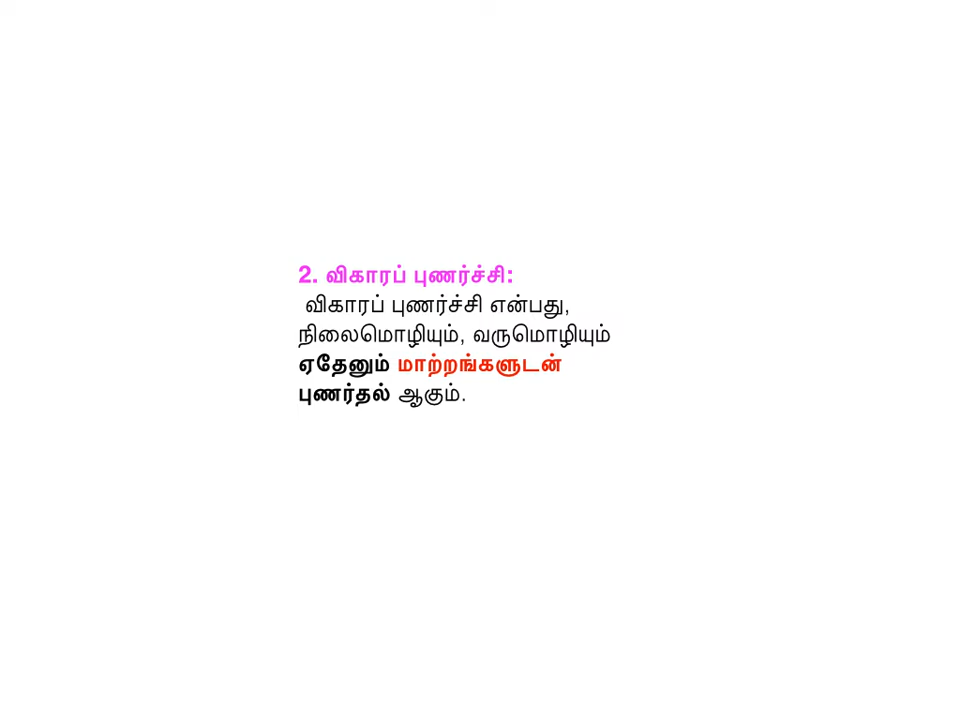 2. விகாரப் புணர்ச்சி:
விகாரப் புணர்ச்சி என்பது,
நிலைமொழியும், வருமொழியும்
ஏதேனும் மாற்றங்களுடன்
புணர்தல் ஆகும்.